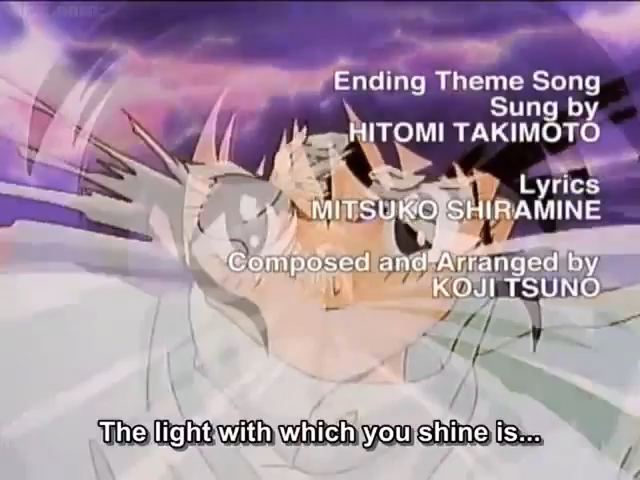 Ending Theme Song
Sung by
HITOMI TAKIMOTO
Lyrics
MITSUKO SHIRAMINE
Composed and Arranged by
KOJI TSUNO
The light with which you shine is...